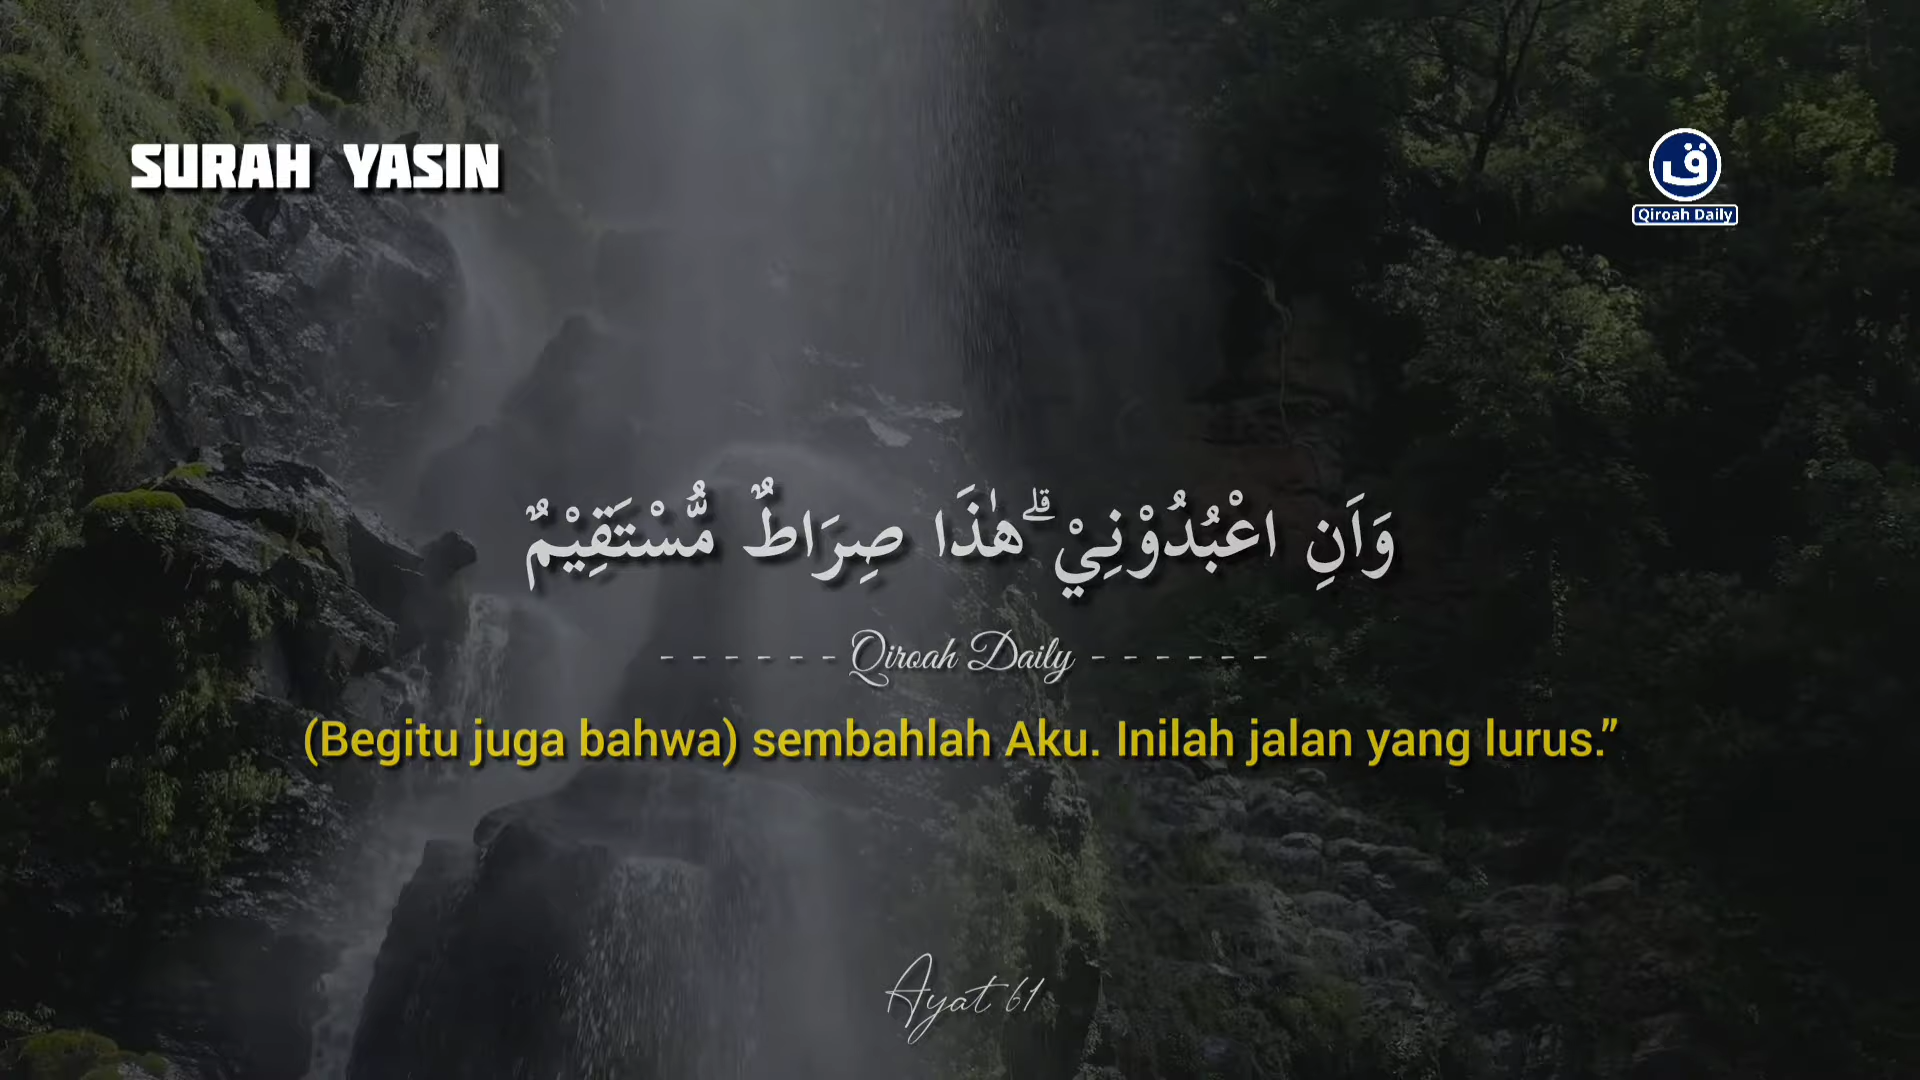 SURAH YASIN
ق
Qiroah Daily
وَاَنِ اعْبُدُوْنِيْ ۗهٰذَا صِرَاطٌ مُّسْتَقِيْمٌ
------ Qiroah Daily ------
(Begitu juga bahwa) sembahlah Aku. Inilah jalan yang lurus.”
Ayat 61